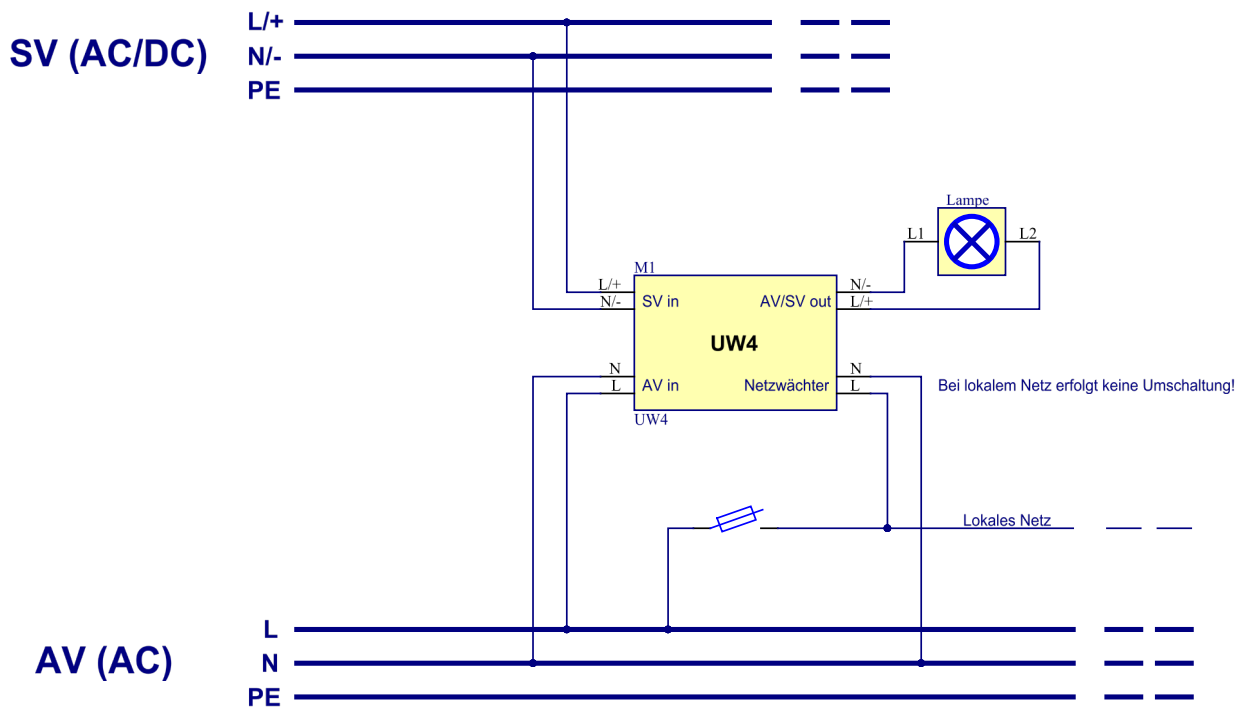 L/+
SV (AC/DC)
N/-
PE
Lampe
L1
L2
M1
L/+
N/-
SV in
AV/SV out
N/-
L/+
UW4
N
L
AV in
Netzwächter
N
L
Bei lokalem Netz erfolgt keine Umschaltung!
UW4
Lokales Netz
L
AV (AC)
N
PE